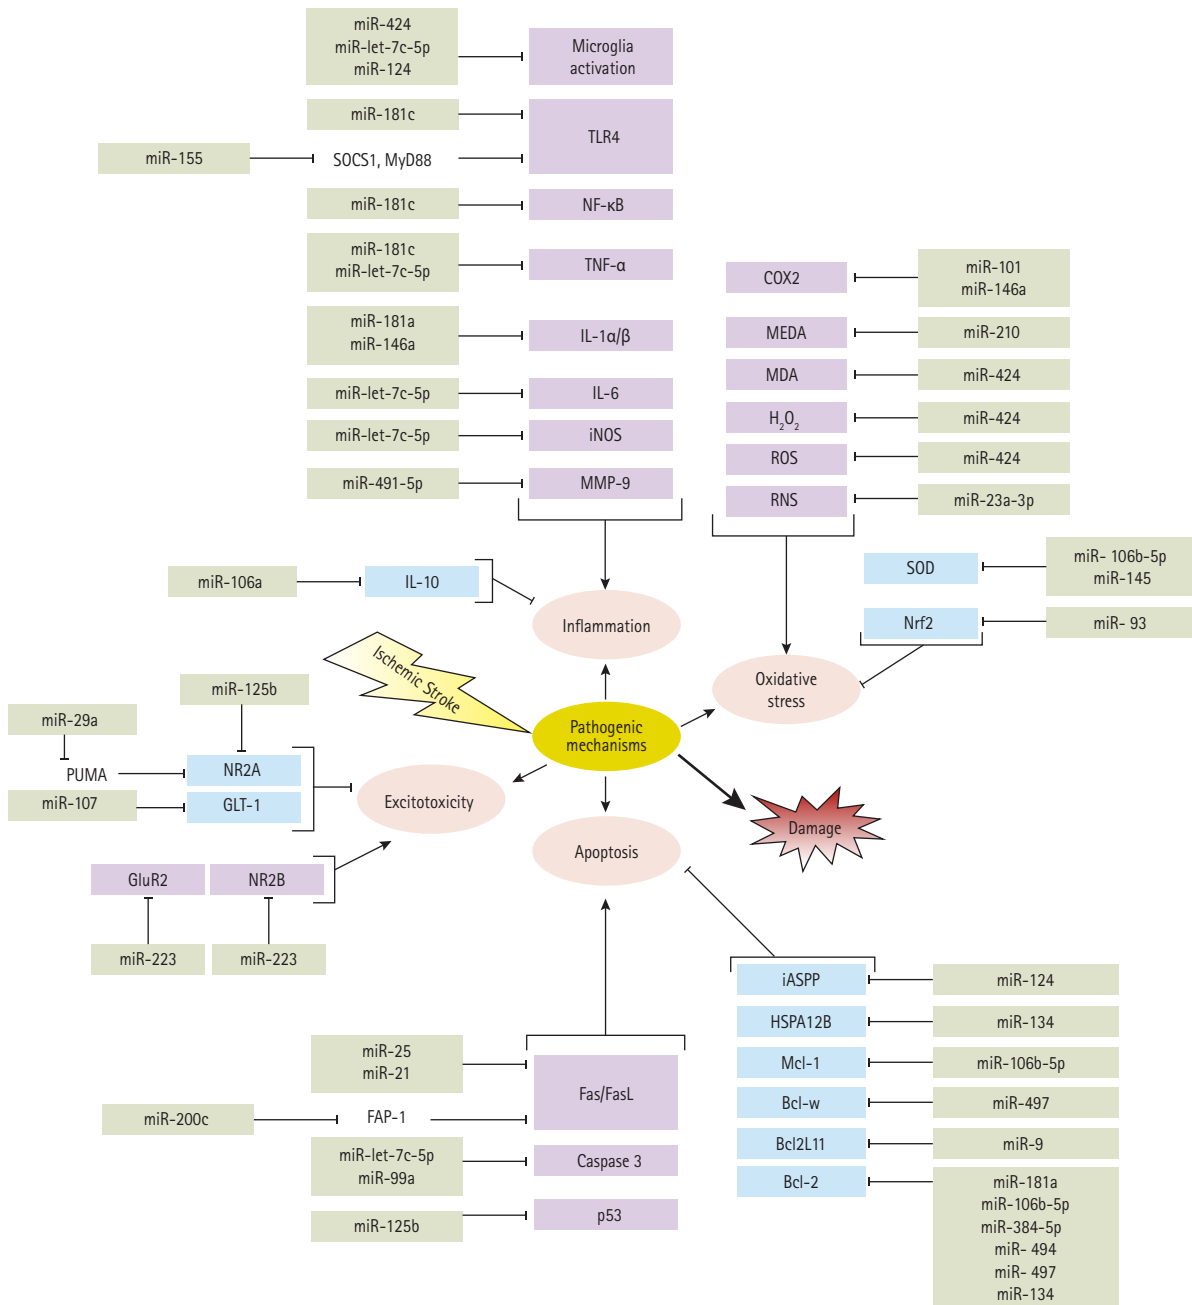 miR-424
miR-let-7c-5p
miR-124
Microglia
activation
miR-181c
TLR4
miR-155
SOCS1, MyD88
miR-181c
NF-κB
miR-181c
miR-let-7c-5p
TNF-α
miR-181a
miR-146a
IL-1α/β
miR-let-7c-5p
IL-6
miR-let-7c-5p
iNOS
miR-491-5p
MMP-9
COX2
miR-101
miR-146a
MEDA
miR-210
MDA
miR-424
H₂O₂
miR-424
ROS
miR-424
RNS
miR-23a-3p
miR-106a
IL-10
Inflammation
SOD
miR- 106b-5p
miR-145
Nrf2
miR- 93
Oxidative
stress
Ischemic Stroke
Pathogenic
mechanisms
miR-125b
miR-29a
PUMA
NR2A
miR-107
GLT-1
Excitotoxicity
Damage
Apoptosis
GluR2
NR2B
miR-223
miR-223
iASPP
miR-124
HSPA12B
miR-134
Mcl-1
miR-106b-5p
Bcl-w
miR-497
Bcl2L11
miR-9
Bcl-2
miR-181a
miR-106b-5p
miR-384-5p
miR- 494
miR- 497
miR-134
miR-25
miR-21
Fas/FasL
miR-200c
FAP-1
miR-let-7c-5p
miR-99a
Caspase 3
miR-125b
p53